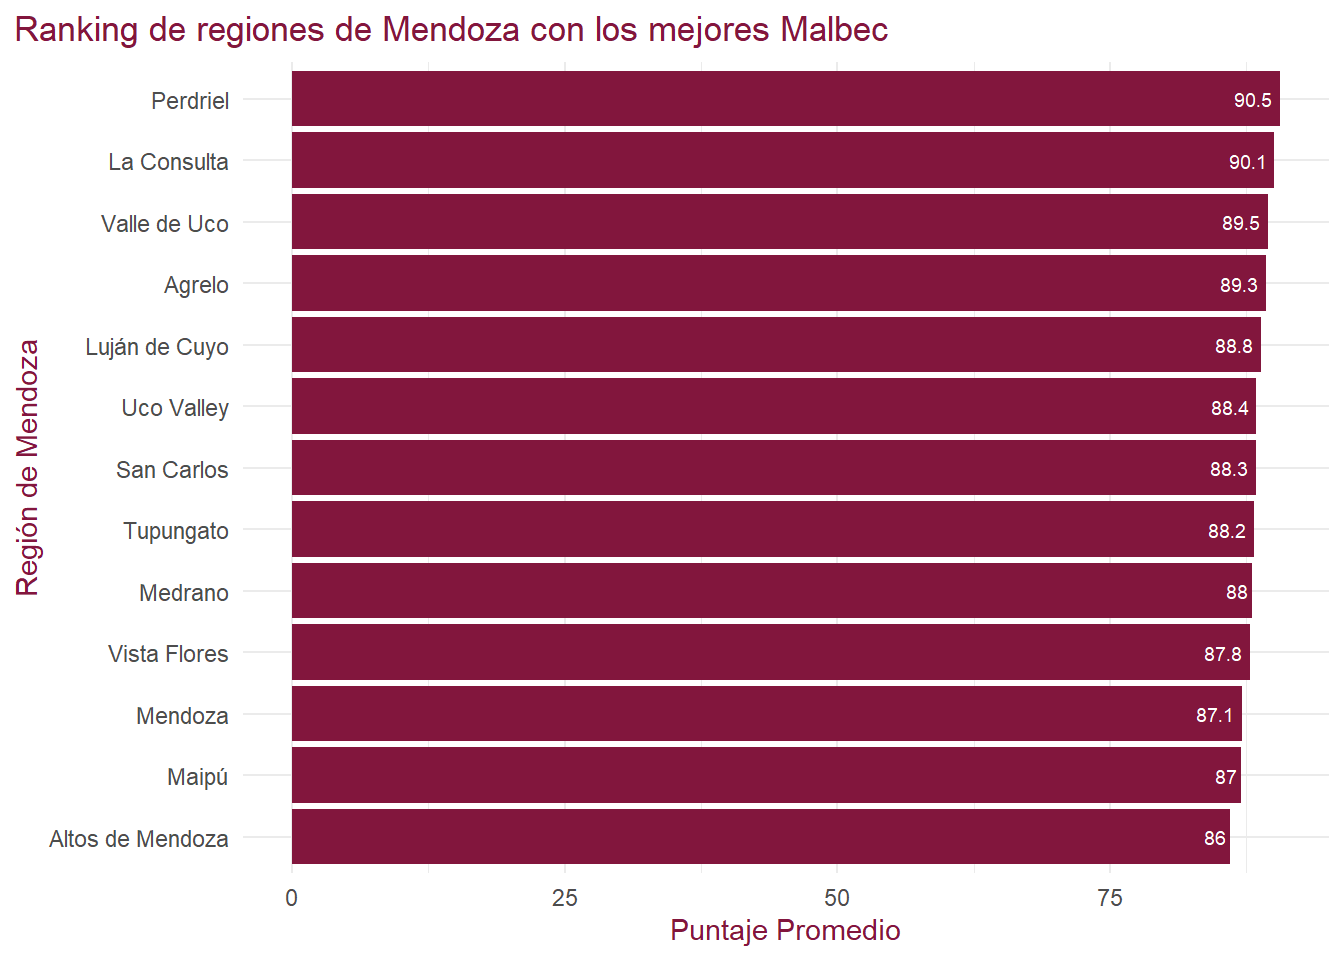 Ranking de regiones de Mendoza con los mejores Malbec
Región de Mendoza
Perdriel 90.5
La Consulta 90.1
Valle de Uco 89.5
Agrelo 89.3
Luján de Cuyo 88.8
Uco Valley 88.4
San Carlos 88.3
Tupungato 88.2
Medrano 88
Vista Flores 87.8
Mendoza 87.1
Maipú 87
Altos de Mendoza 86
0 25 50 75
Puntaje Promedio